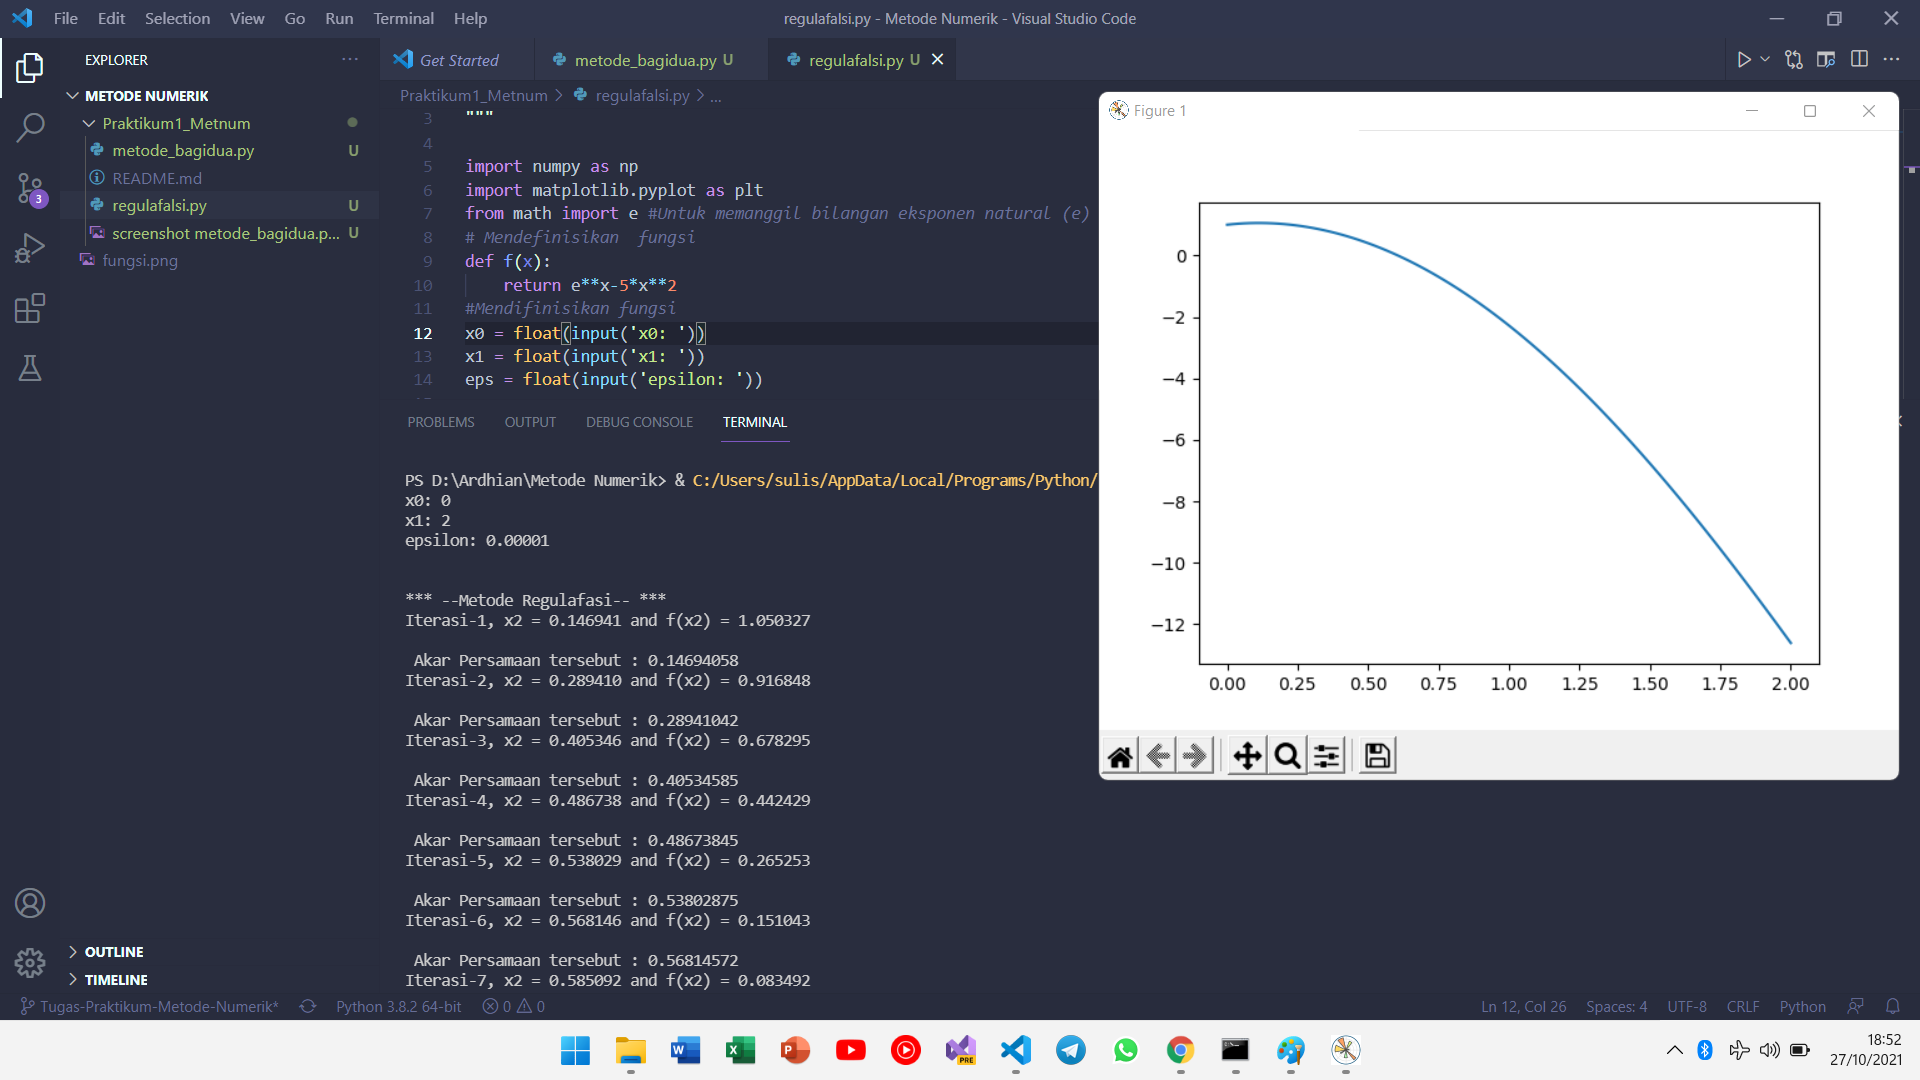 File Edit Selection View Go Run Terminal Help
regulafalsi.py - Metode Numerik - Visual Studio Code
EXPLORER
METODE NUMERIK
Praktikum1_Metnum
metode_bagidua.py U
README.md
regulafalsi.py U
screenshot metode_bagidua.p... U
fungsi.png
3
OUTLINE
TIMELINE
Get Started
metode_bagidua.py U
regulafalsi.py U
Praktikum1_Metnum > regulafalsi.py > ...
3 """
4
5 import numpy as np
6 import matplotlib.pyplot as plt
7 from math import e #Untuk memanggil bilangan eksponen natural (e)
8 # Mendefinisikan  fungsi
9 def f(x):
10     return e**x-5*x**2
11 #Mendifinisikan fungsi
12 x0 = float(input('x0: '))
13 x1 = float(input('x1: '))
14 eps = float(input('epsilon: '))
PROBLEMS OUTPUT DEBUG CONSOLE TERMINAL
PS D:\Ardhian\Metode Numerik> & C:/Users/sulis/AppData/Local/Programs/Python/
x0: 0
x1: 2
epsilon: 0.00001
*** --Metode Regulafasi-- ***
Iterasi-1, x2 = 0.146941 and f(x2) = 1.050327
Akar Persamaan tersebut : 0.14694058
Iterasi-2, x2 = 0.289410 and f(x2) = 0.916848
Akar Persamaan tersebut : 0.28941042
Iterasi-3, x2 = 0.405346 and f(x2) = 0.678295
Akar Persamaan tersebut : 0.40534585
Iterasi-4, x2 = 0.486738 and f(x2) = 0.442429
Akar Persamaan tersebut : 0.48673845
Iterasi-5, x2 = 0.538029 and f(x2) = 0.265253
Akar Persamaan tersebut : 0.53802875
Iterasi-6, x2 = 0.568146 and f(x2) = 0.151043
Akar Persamaan tersebut : 0.56814572
Iterasi-7, x2 = 0.585092 and f(x2) = 0.083492
Figure 1
0
−2
−4
−6
−8
−10
−12
0.00 0.25 0.50 0.75 1.00 1.25 1.50 1.75 2.00
Tugas-Praktikum-Metode-Numerik* Python 3.8.2 64-bit 0 0
Ln 12, Col 26 Spaces: 4 UTF-8 CRLF Python
W X P PRE
18:52
27/10/2021